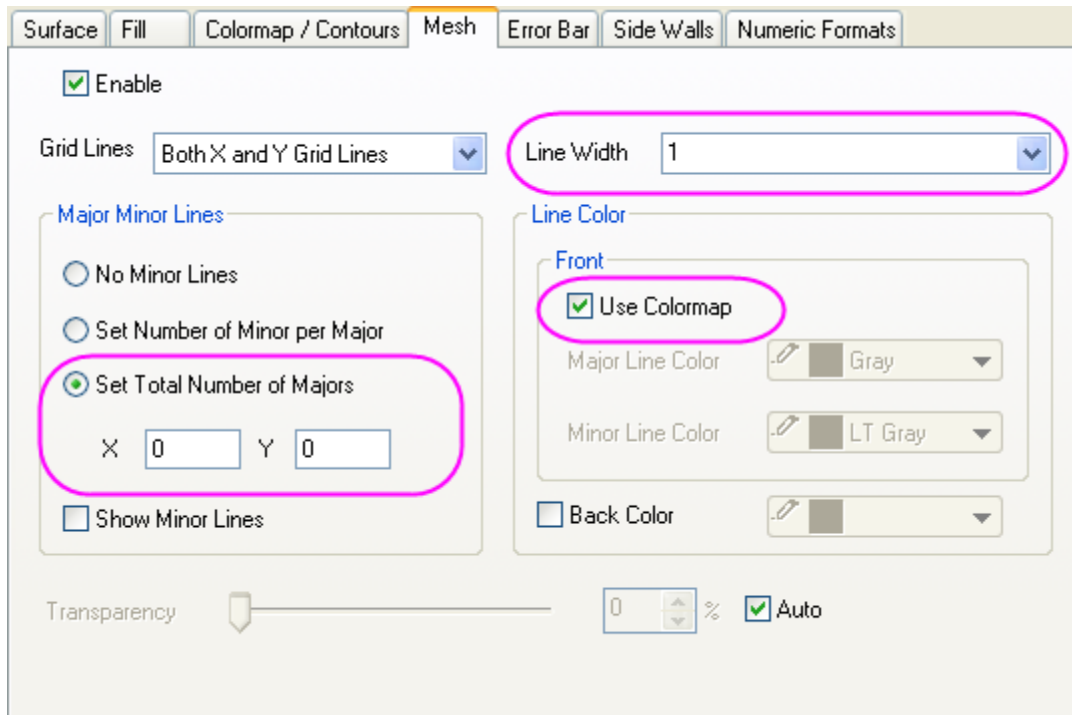 Surface Fill Colormap / Contours Mesh Error Bar Side Walls Numeric Formats
Enable
Grid Lines Both X and Y Grid Lines Line Width 1
Major Minor Lines
No Minor Lines
Set Number of Minor per Major
Set Total Number of Majors
X 0 Y 0
Show Minor Lines
Line Color
Front
Use Colormap
Major Line Color Gray
Minor Line Color LT Gray
Back Color
Transparency 0 % Auto